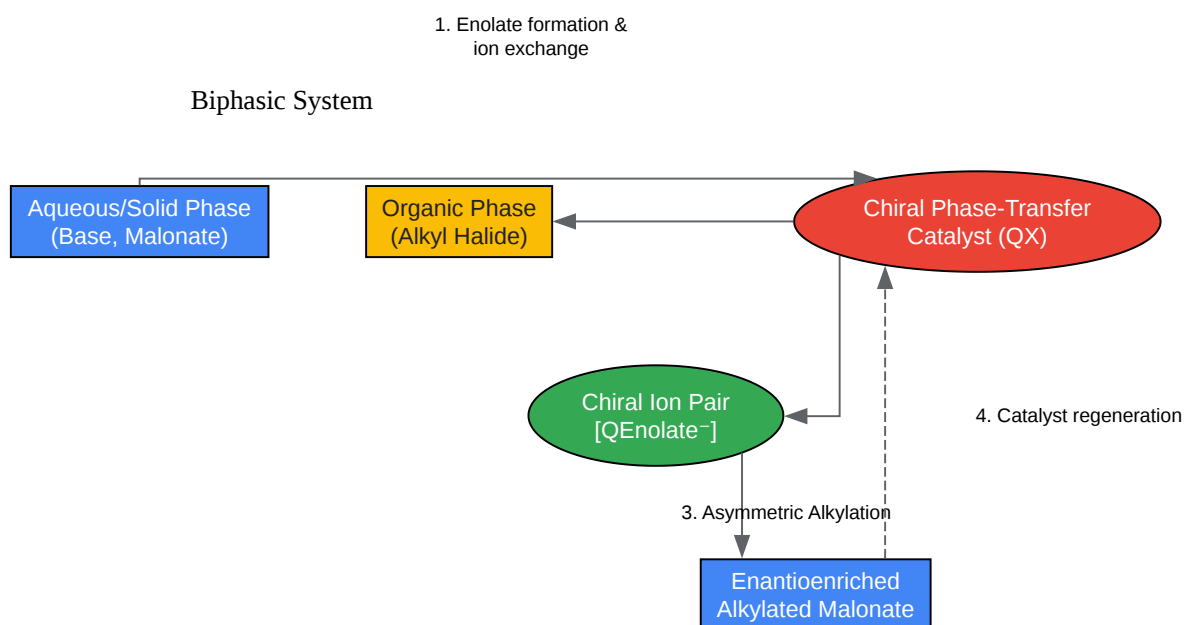 1. Enolate formation &
ion exchange
Biphasic System
Aqueous/Solid Phase
(Base, Malonate)
Organic Phase
(Alkyl Halide)
Chiral Phase-Transfer
Catalyst (QX)
Chiral Ion Pair
[QEnolate⁻]
4. Catalyst regeneration
3. Asymmetric Alkylation
Enantioenriched
Alkylated Malonate